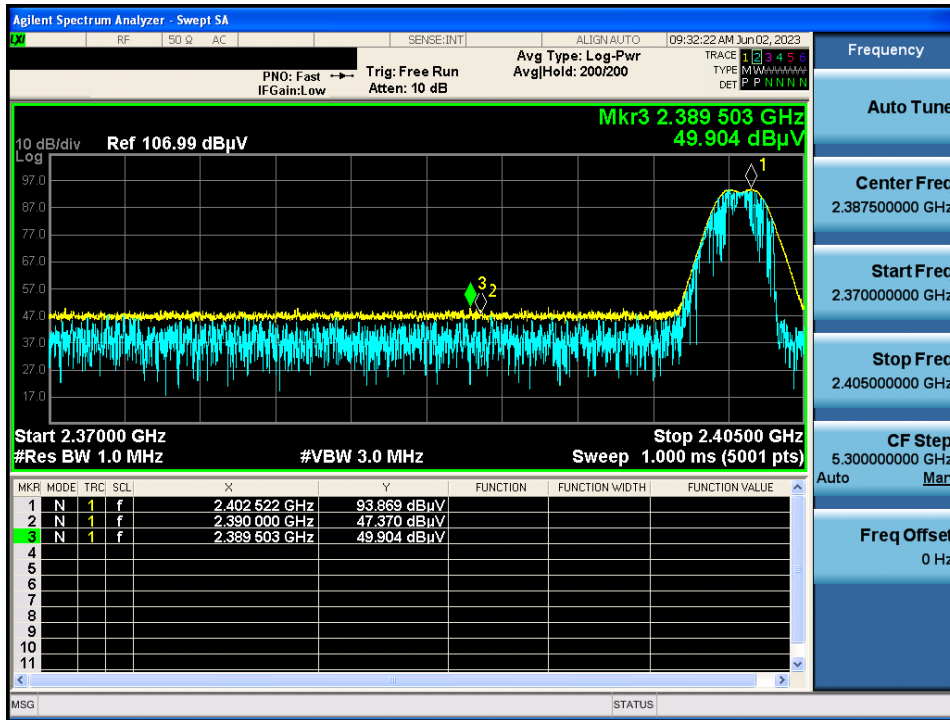 Agilent Spectrum Analyzer - Swept SA
LXI RF 50 Ω AC SENSE:INT ALIGN AUTO 09:32:22 AM Jun 02, 2023
PNO: Fast Trig: Free Run Avg Type: Log-Pwr TRACE 1 2 3 4 5 6
IFGain:Low Atten: 10 dB Avg|Hold: 200/200 TYPE M W
DET P P N N N N
Mkr3 2.389 503 GHz
49.904 dBµV
10 dB/div Ref 106.99 dBµV
Log
97.0
87.0
77.0
67.0
57.0
47.0
37.0
27.0
17.0
1
3
2
Start 2.37000 GHz Stop 2.40500 GHz
#Res BW 1.0 MHz #VBW 3.0 MHz Sweep 1.000 ms (5001 pts)
MKR MODE TRC SCL X Y FUNCTION FUNCTION WIDTH FUNCTION VALUE
1 N 1 f 2.402 522 GHz 93.869 dBµV
2 N 1 f 2.390 000 GHz 47.370 dBµV
3 N 1 f 2.389 503 GHz 49.904 dBµV
4
5
6
7
8
9
10
11
MSG STATUS
Frequency
Auto Tune
Center Freq
2.387500000 GHz
Start Freq
2.370000000 GHz
Stop Freq
2.405000000 GHz
CF Step
5.300000000 GHz
Auto Man
Freq Offset
0 Hz